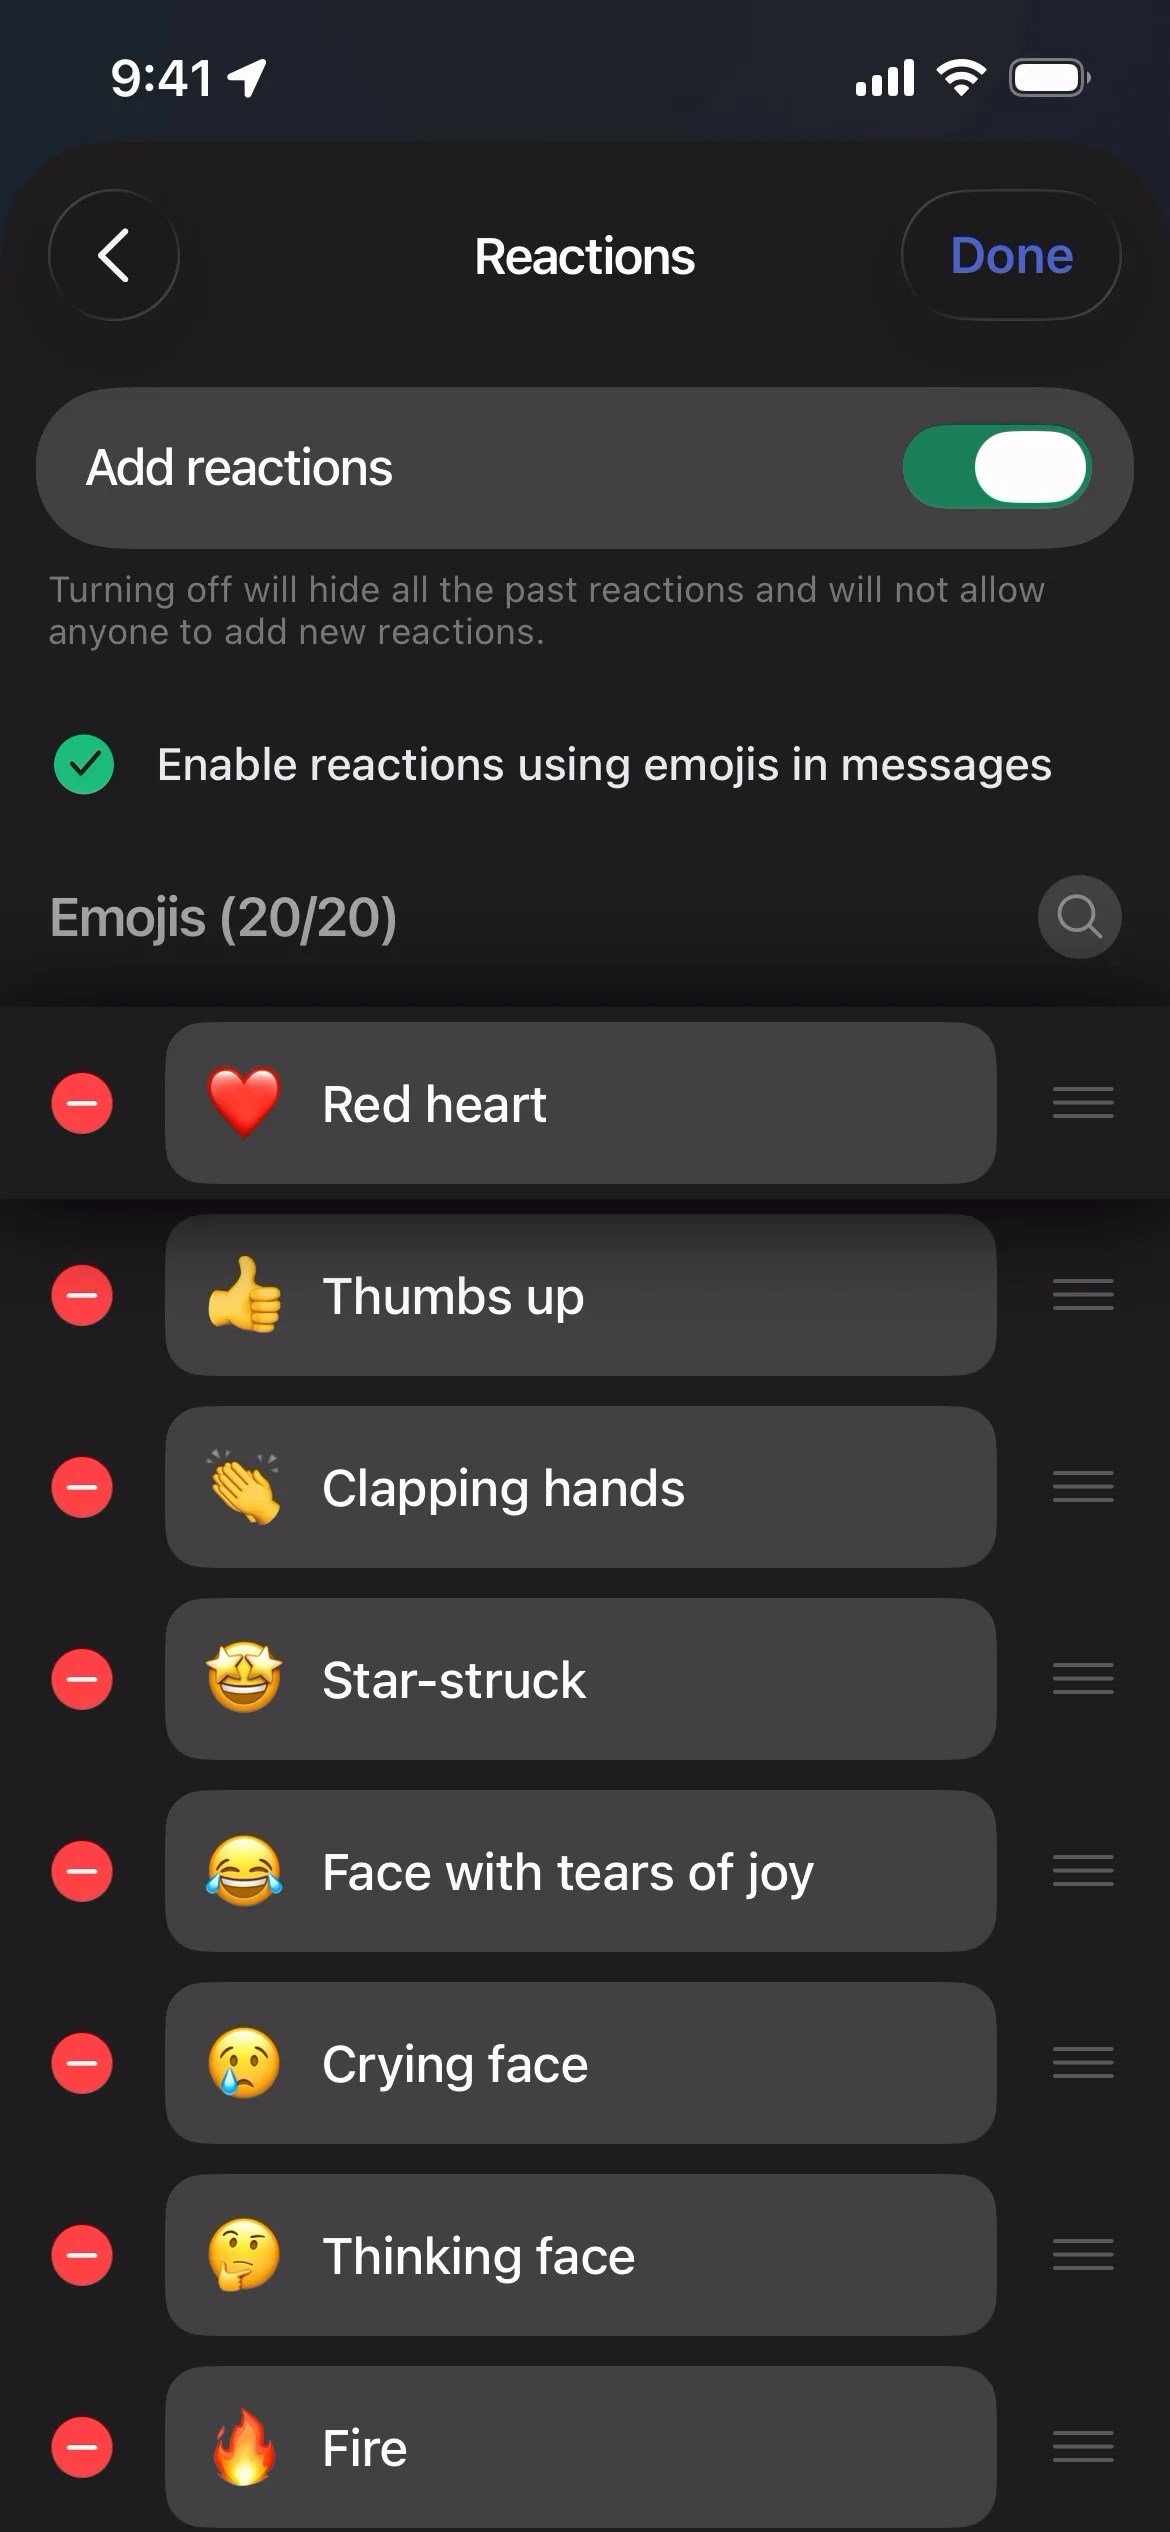 9:41
Reactions
Done
Add reactions
Turning off will hide all the past reactions and will not allow
anyone to add new reactions.
Enable reactions using emojis in messages
Emojis (20/20)
Red heart
Thumbs up
Clapping hands
Star-struck
Face with tears of joy
Crying face
Thinking face
Fire